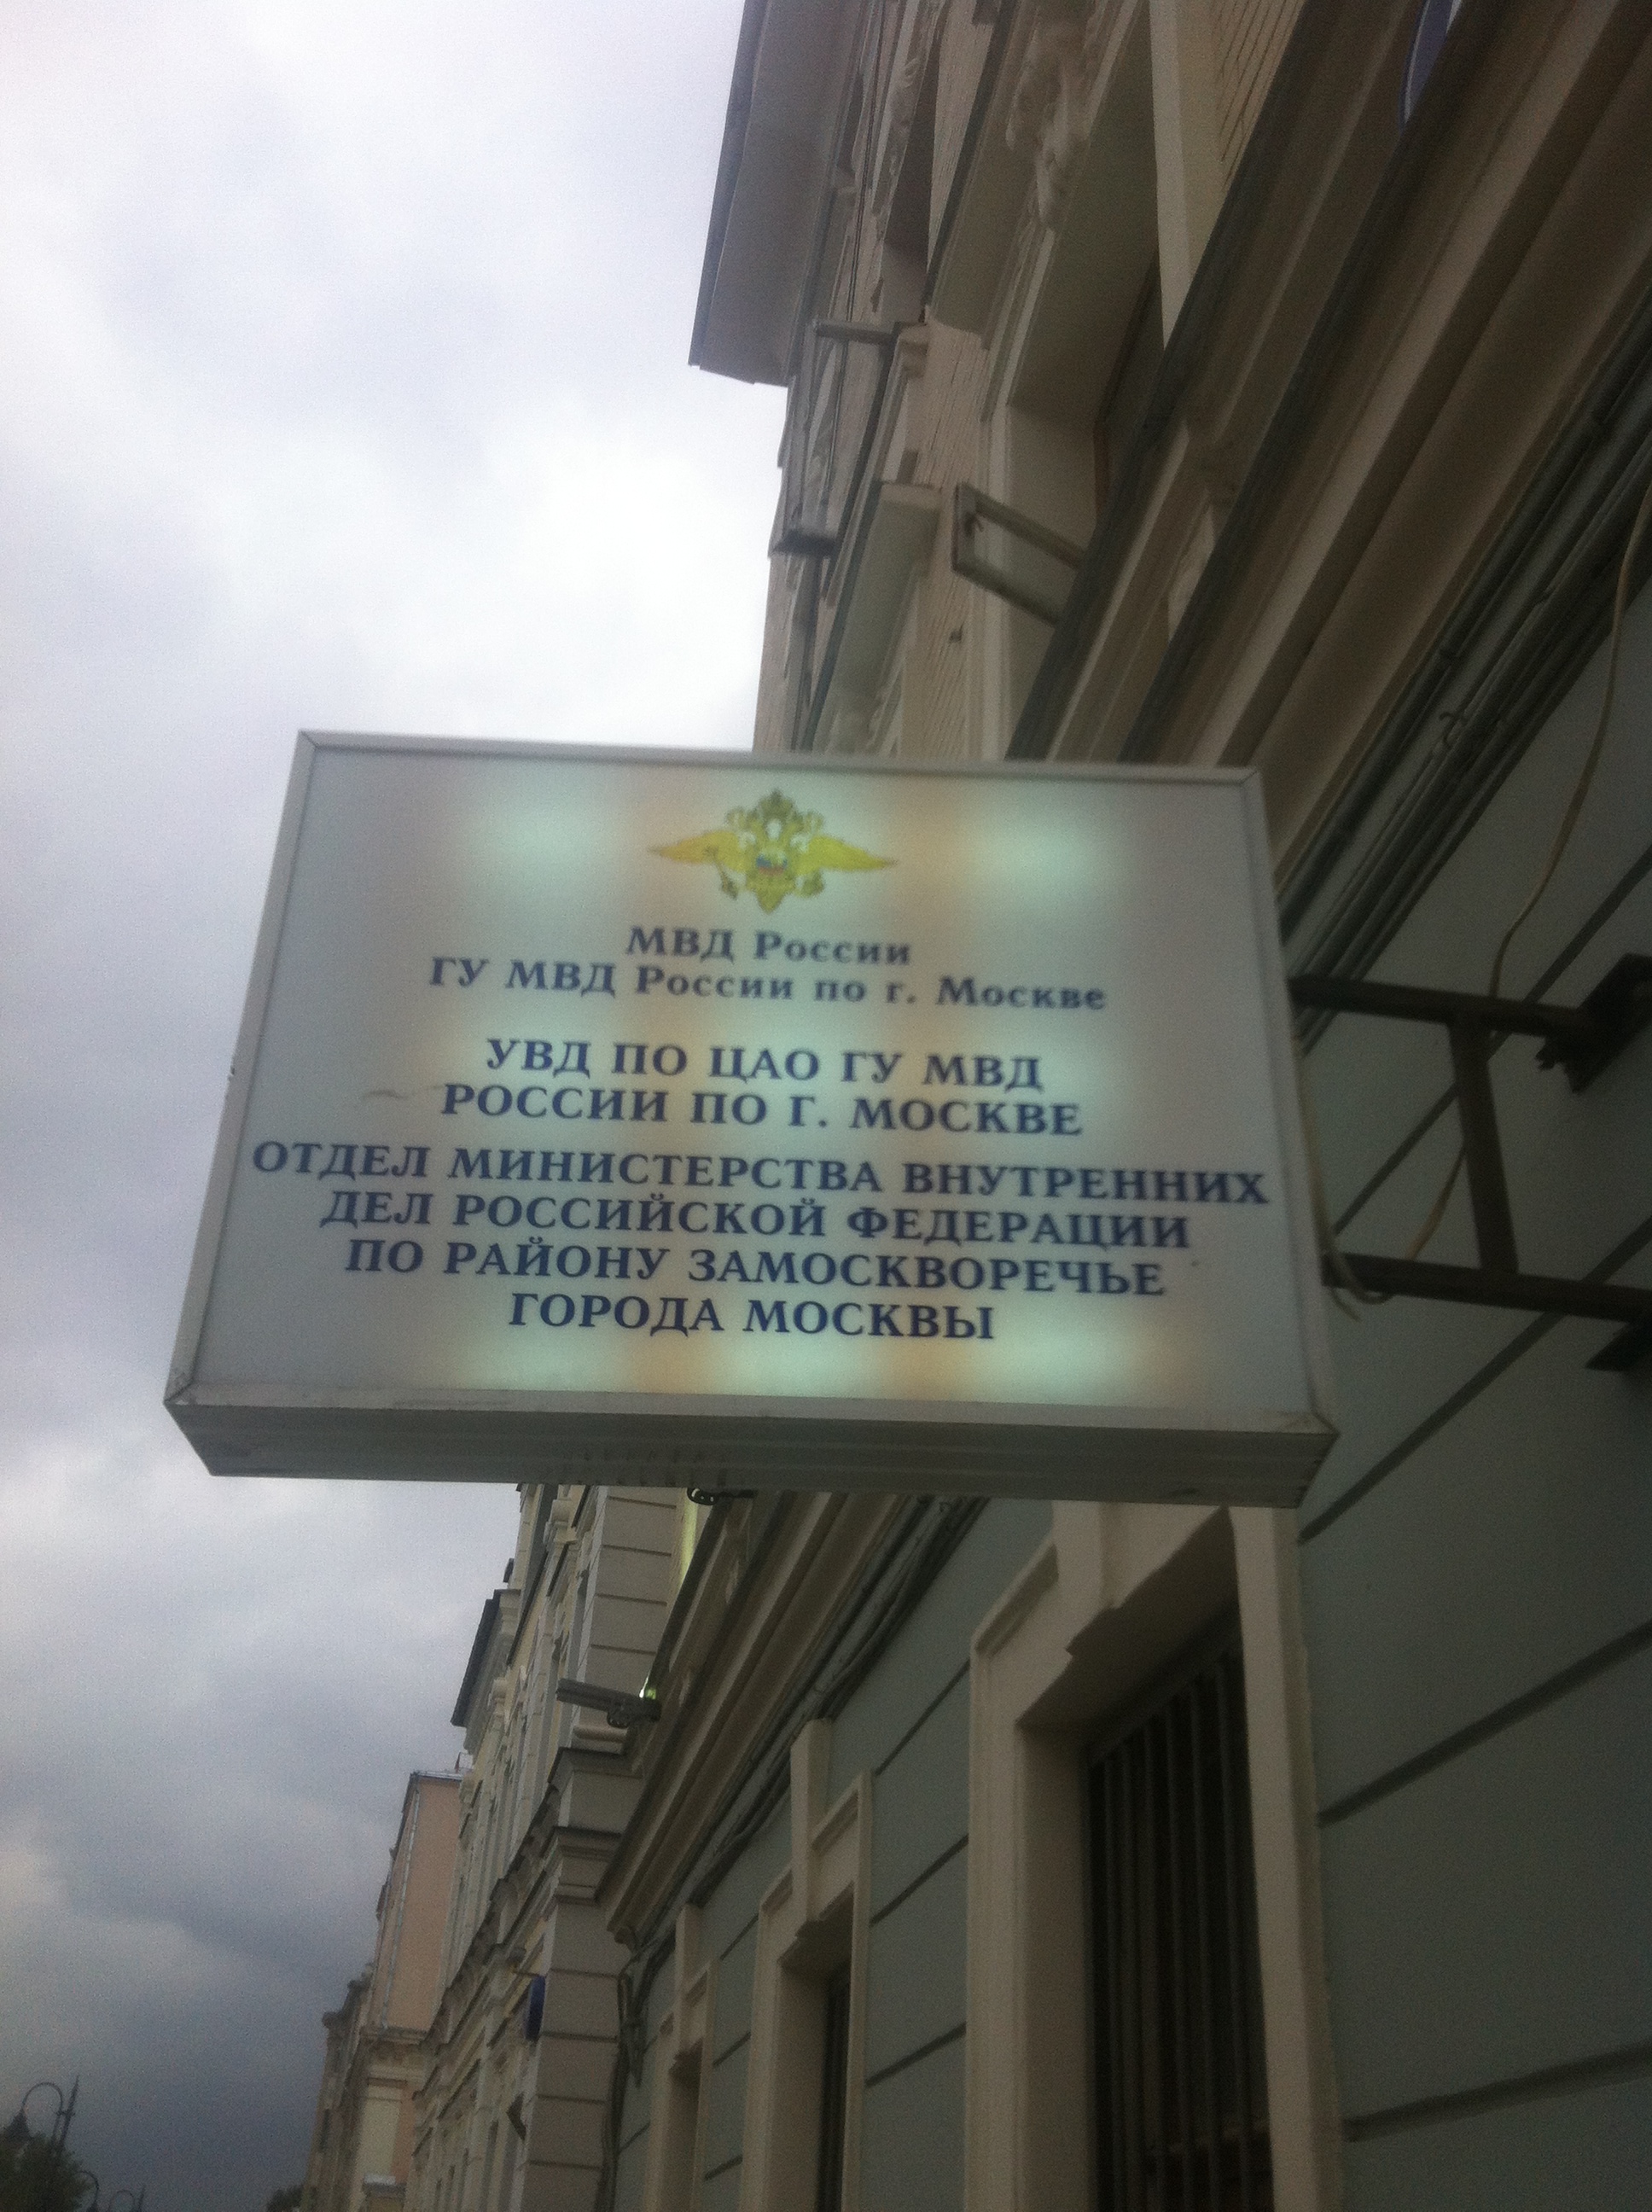 МВД России
ГУ МВД России по г. Москве
УВД ПО ЦАО ГУ МВД
РОССИИ ПО Г. МОСКВЕ
ОТДЕЛ МИНИСТЕРСТВА ВНУТРЕННИХ
ДЕЛ РОССИЙСКОЙ ФЕДЕРАЦИИ
ПО РАЙОНУ ЗАМОСКВОРЕЧЬЕ
ГОРОДА МОСКВЫ